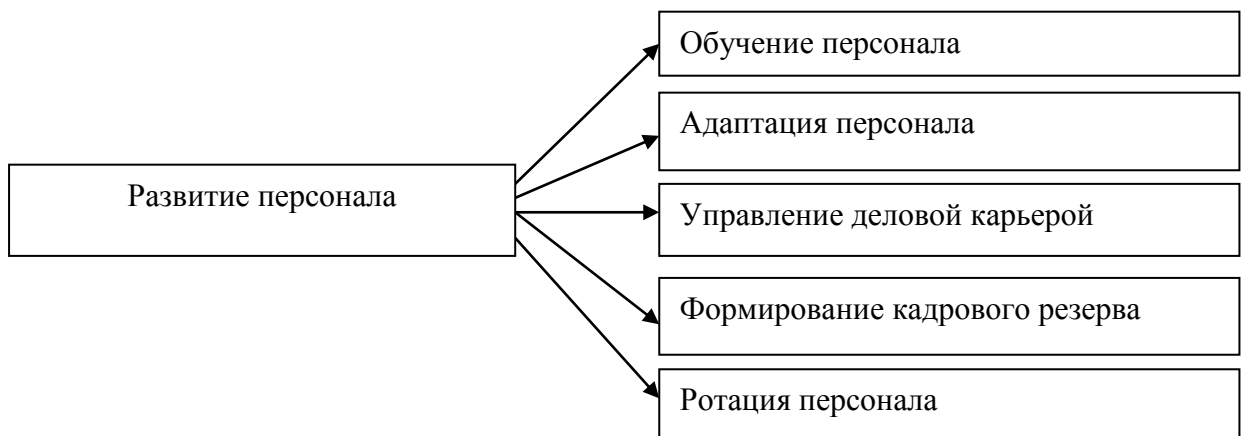 Обучение персонала
Адаптация персонала
Развитие персонала
Управление деловой карьерой
Формирование кадрового резерва
Ротация персонала